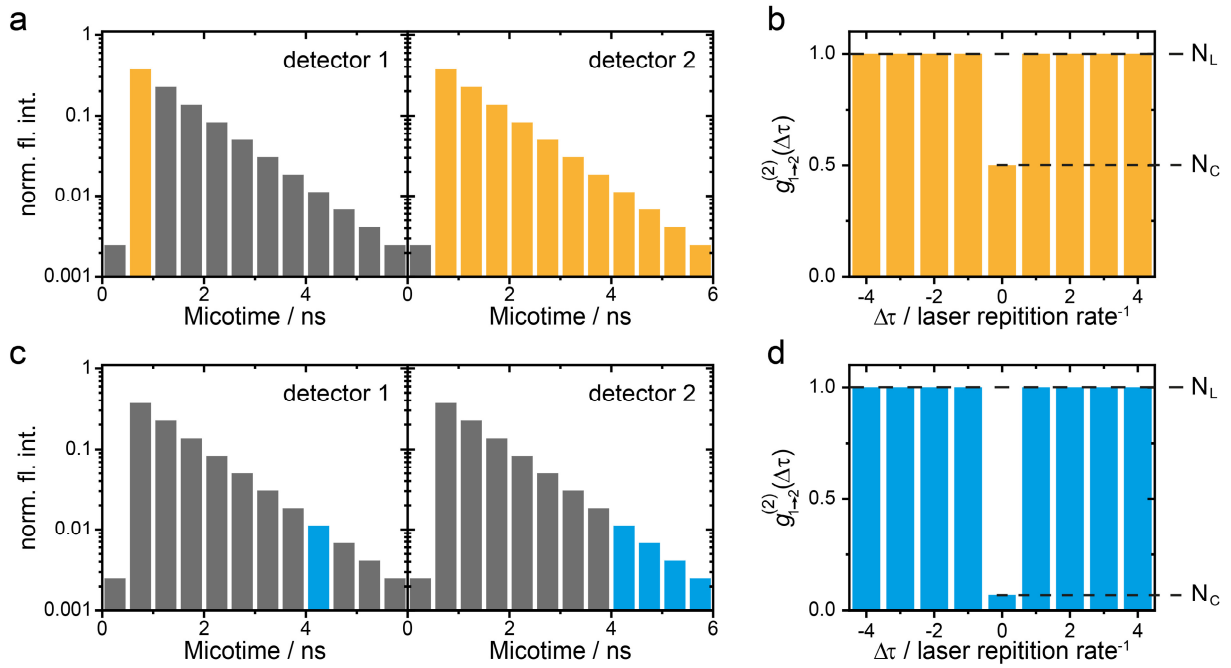 a
b
1
0.1
0.01
0.001
norm. fl. int.
detector 1
detector 2
0 2 4 0 2 4 6
Micotime / ns
Micotime / ns
1.0
0.5
0.0
g(2)1→2(Δτ)
N_L
N_C
-4 -2 0 2 4
Δτ / laser repitition rate-1
c
d
1
0.1
0.01
0.001
norm. fl. int.
detector 1
detector 2
0 2 4 0 2 4 6
Micotime / ns
Micotime / ns
1.0
0.5
0.0
g(2)1→2(Δτ)
N_L
N_C
-4 -2 0 2 4
Δτ / laser repitition rate-1